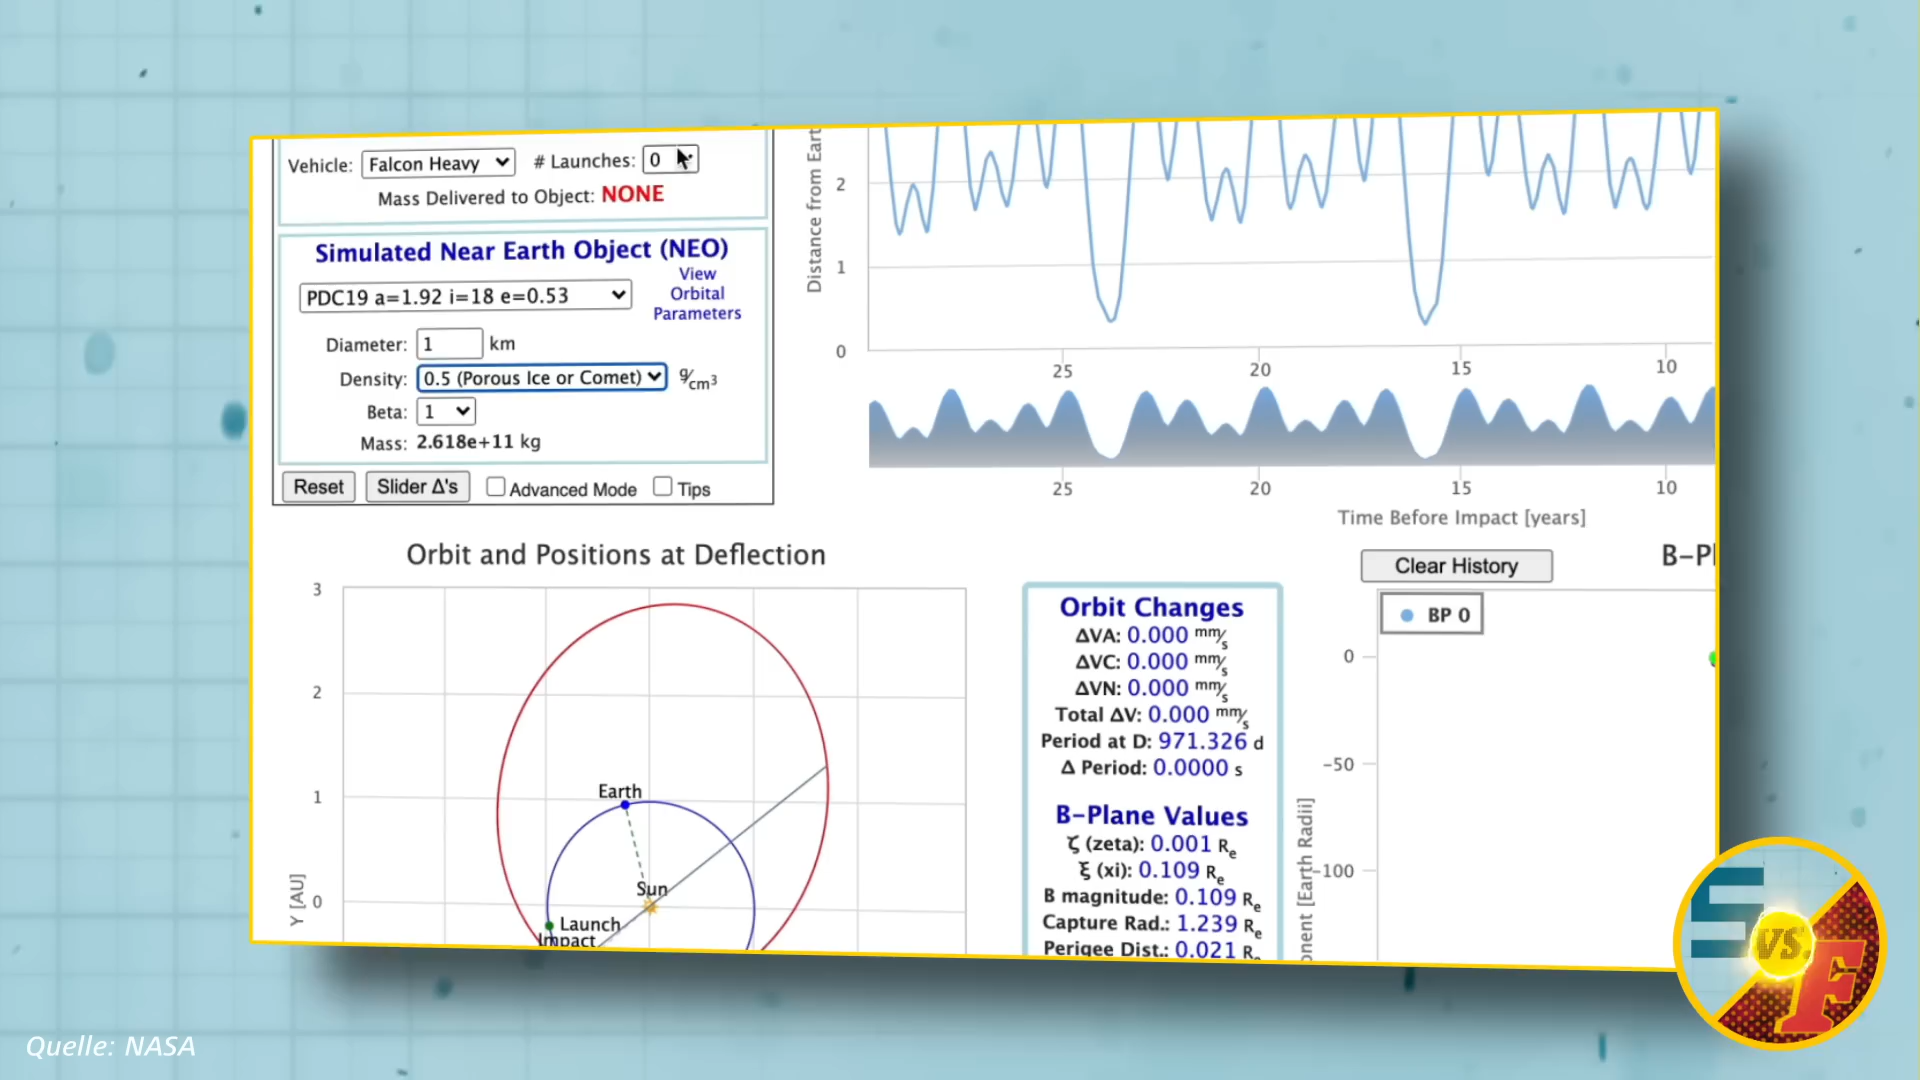 Vehicle: Falcon Heavy # Launches: 0
Mass Delivered to Object: NONE
Simulated Near Earth Object (NEO)
PDC19 a=1.92 i=18 e=0.53
View
Orbital
Parameters
Diameter: 1 km
Density: 0.5 (Porous Ice or Comet) g/cm3
Beta: 1
Mass: 2.618e+11 kg
Reset Slider Δ's Advanced Mode Tips
Distance from Eart
2
1
0
25 20 15 10
25 20 15 10
Time Before Impact [years]
Orbit and Positions at Deflection
3
2
1
0
Y [AU]
Earth
Sun
Launch
Impact
Orbit Changes
ΔVA: 0.000 mm/s
ΔVC: 0.000 mm/s
ΔVN: 0.000 mm/s
Total ΔV: 0.000 mm/s
Period at D: 971.326 d
Δ Period: 0.0000 s
B-Plane Values
ζ (zeta): 0.001 Re
ξ (xi): 0.109 Re
B magnitude: 0.109 Re
Capture Rad.: 1.239 Re
Perigee Dist.: 0.021 Re
Clear History
B-Pl
BP 0
0
-50
-100
onent [Earth Radii]
E VS. F
Quelle: NASA